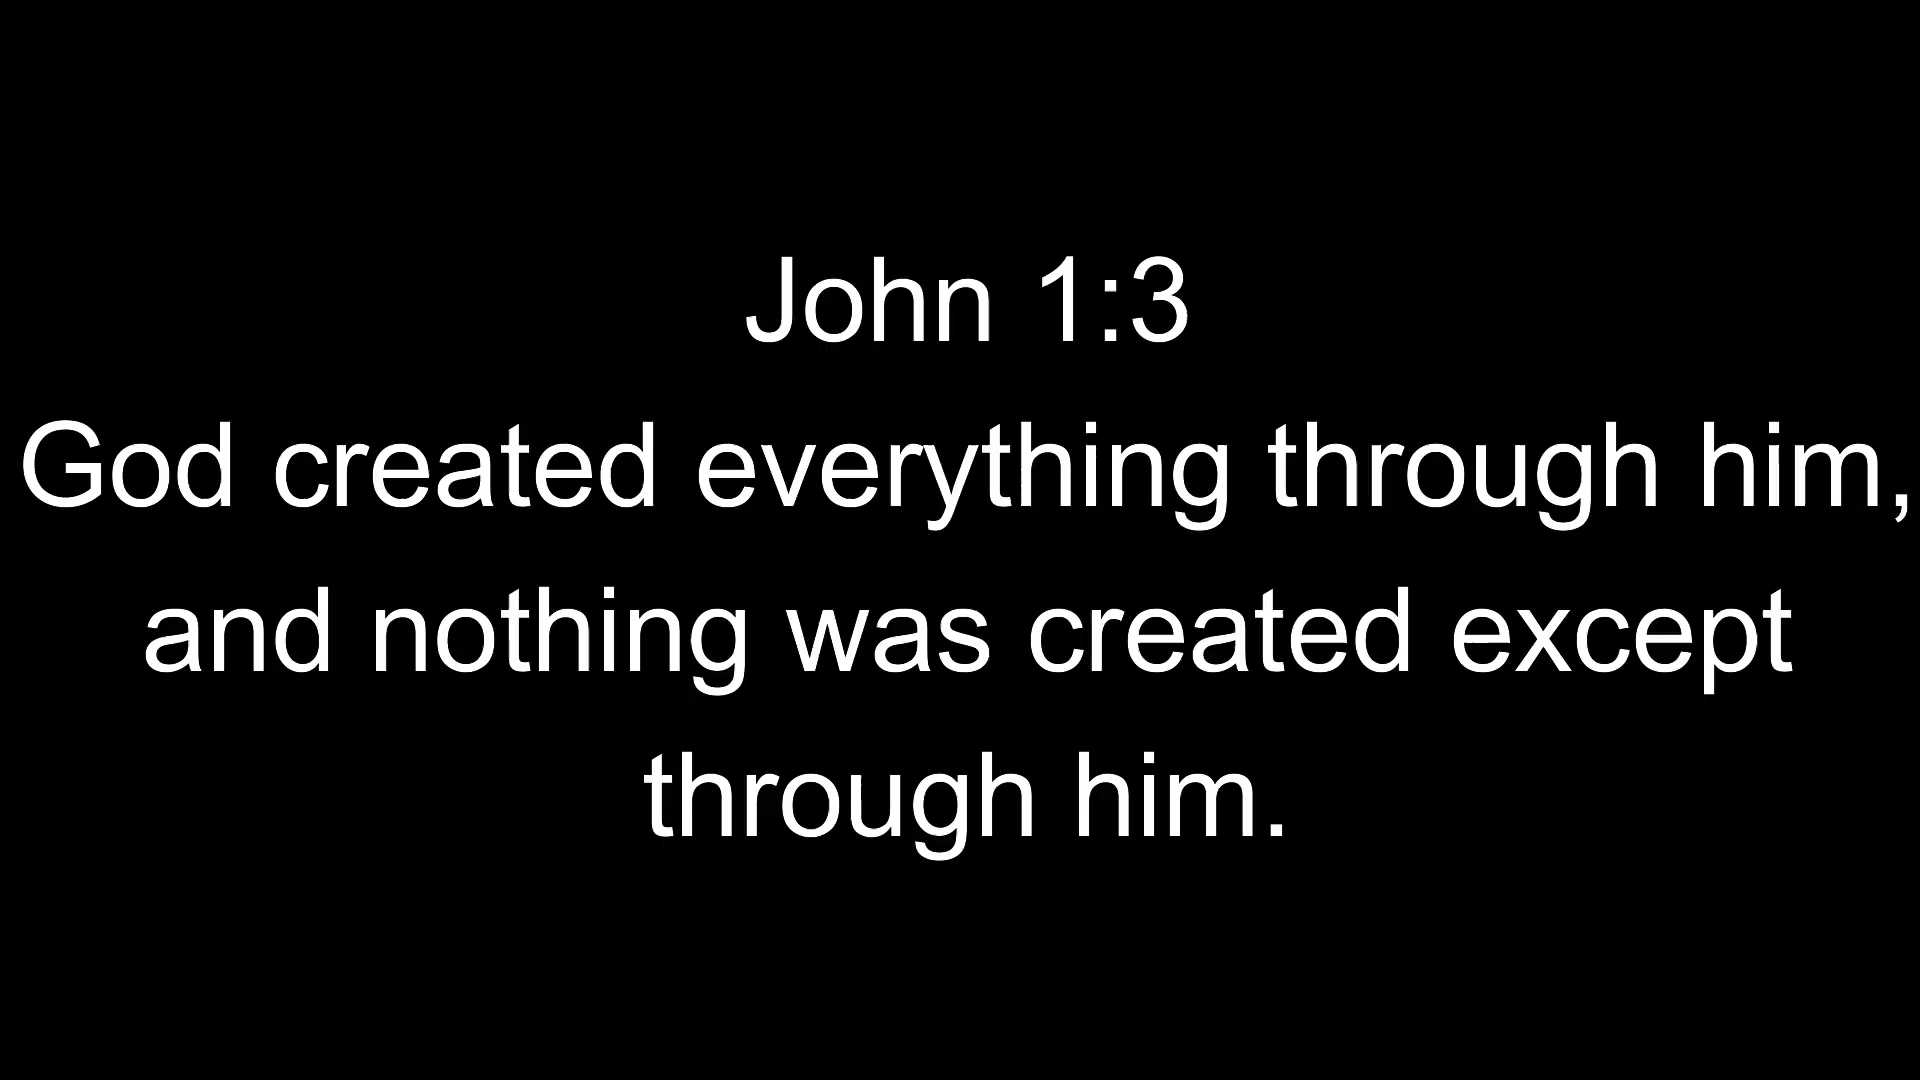 John 1:3
God created everything through him,
and nothing was created except
through him.